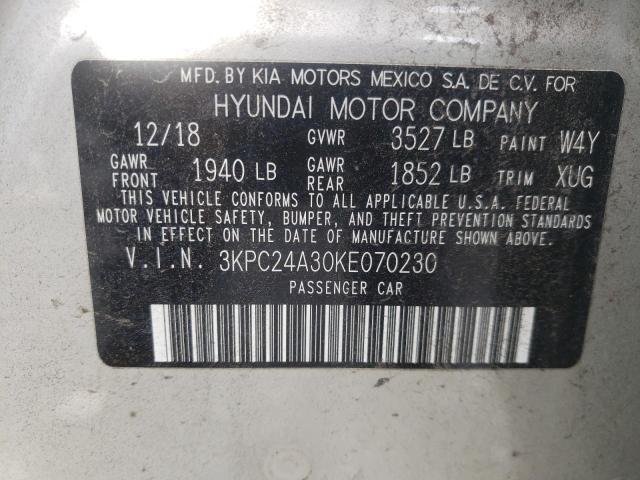 MFD. BY KIA MOTORS MEXICO S.A. DE C.V. FOR
HYUNDAI MOTOR COMPANY
12/18 GVWR 3527 LB PAINT W4Y
GAWR FRONT 1940 LB GAWR REAR 1852 LB TRIM XUG
THIS VEHICLE CONFORMS TO ALL APPLICABLE U.S.A. FEDERAL
MOTOR VEHICLE SAFETY, BUMPER, AND THEFT PREVENTION STANDARDS
IN EFFECT ON THE DATE OF MANUFACTURE SHOWN ABOVE.
V.I.N. 3KPC24A30KE070230
PASSENGER CAR